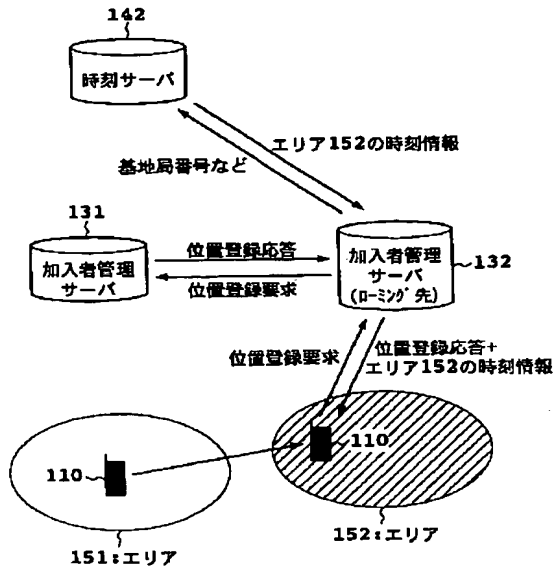 142
時刻サーバ
エリア152の時刻情報
基地局番号など
131
加入者管理
サーバ
位置登録応答
位置登録要求
加入者管理
サーバ
(ローミング先)
132
位置登録要求
位置登録応答+
エリア152の時刻情報
110
110
151:エリア
152:エリア